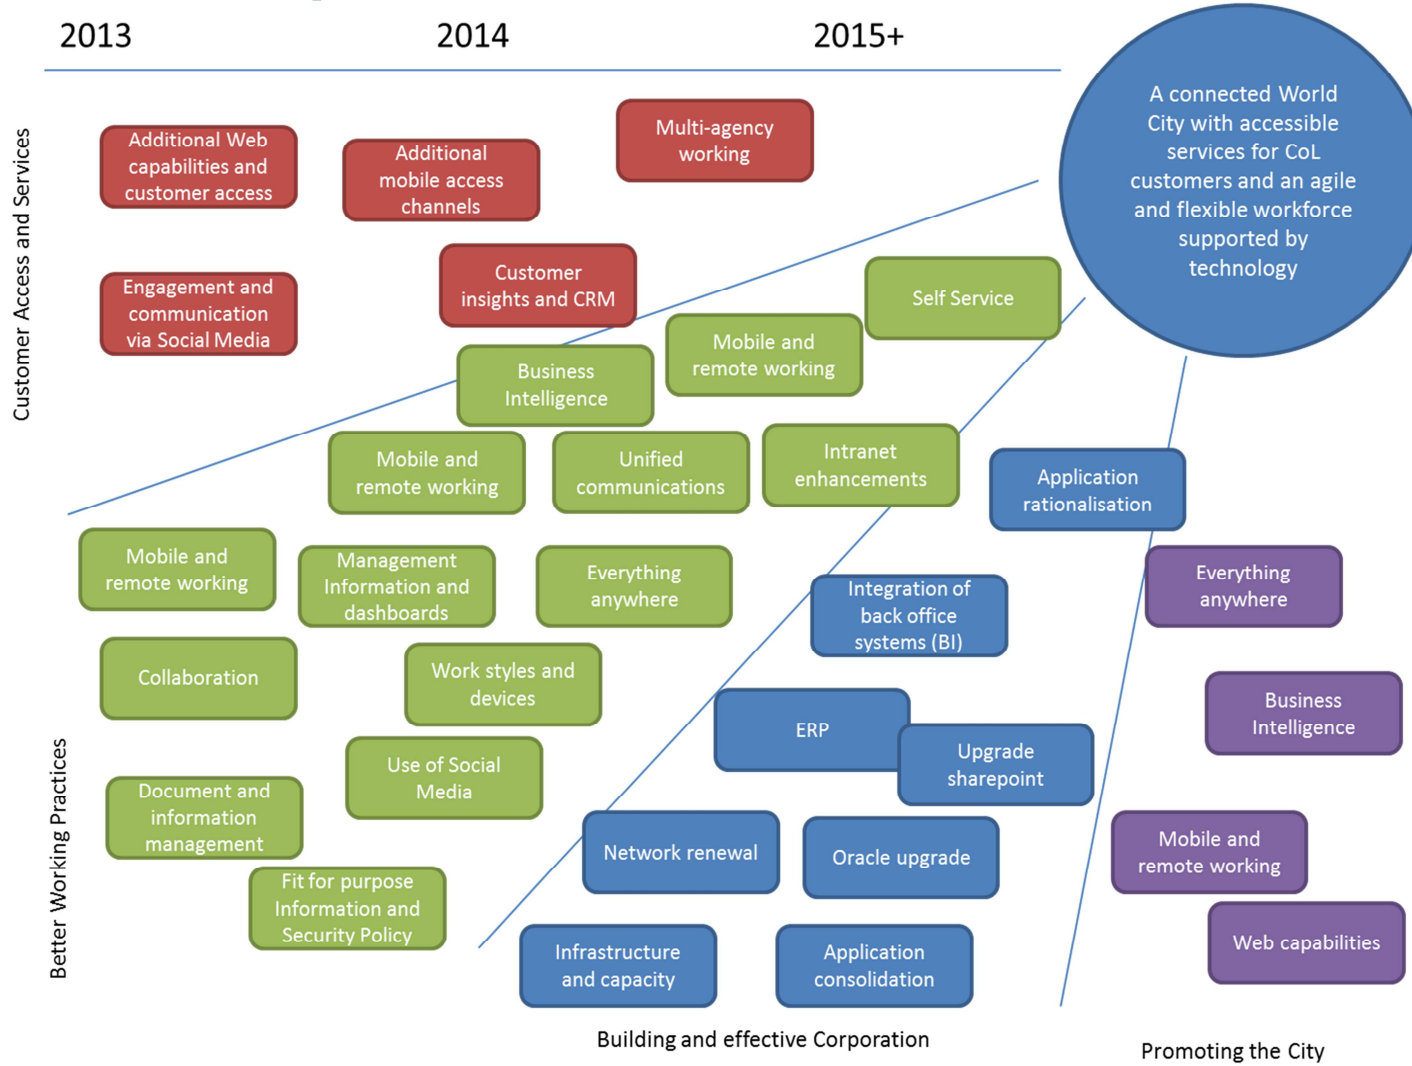 2013
2014
2015+
A connected World
City with accessible
services for CoL
customers and an agile
and flexible workforce
supported by
technology
Customer Access and Services
Additional Web
capabilities and
customer access
Additional
mobile access
channels
Multi-agency
working
Engagement and
communication
via Social Media
Customer
insights and CRM
Self Service
Mobile and
remote working
Business
Intelligence
Mobile and
remote working
Unified
communications
Intranet
enhancements
Application
rationalisation
Better Working Practices
Mobile and
remote working
Management
Information and
dashboards
Everything
anywhere
Integration of
back office
systems (BI)
Everything
anywhere
Collaboration
Work styles and
devices
ERP
Upgrade
sharepoint
Business
Intelligence
Document and
information
management
Use of Social
Media
Network renewal
Oracle upgrade
Mobile and
remote working
Fit for purpose
Information and
Security Policy
Infrastructure
and capacity
Application
consolidation
Web capabilities
Building and effective Corporation
Promoting the City